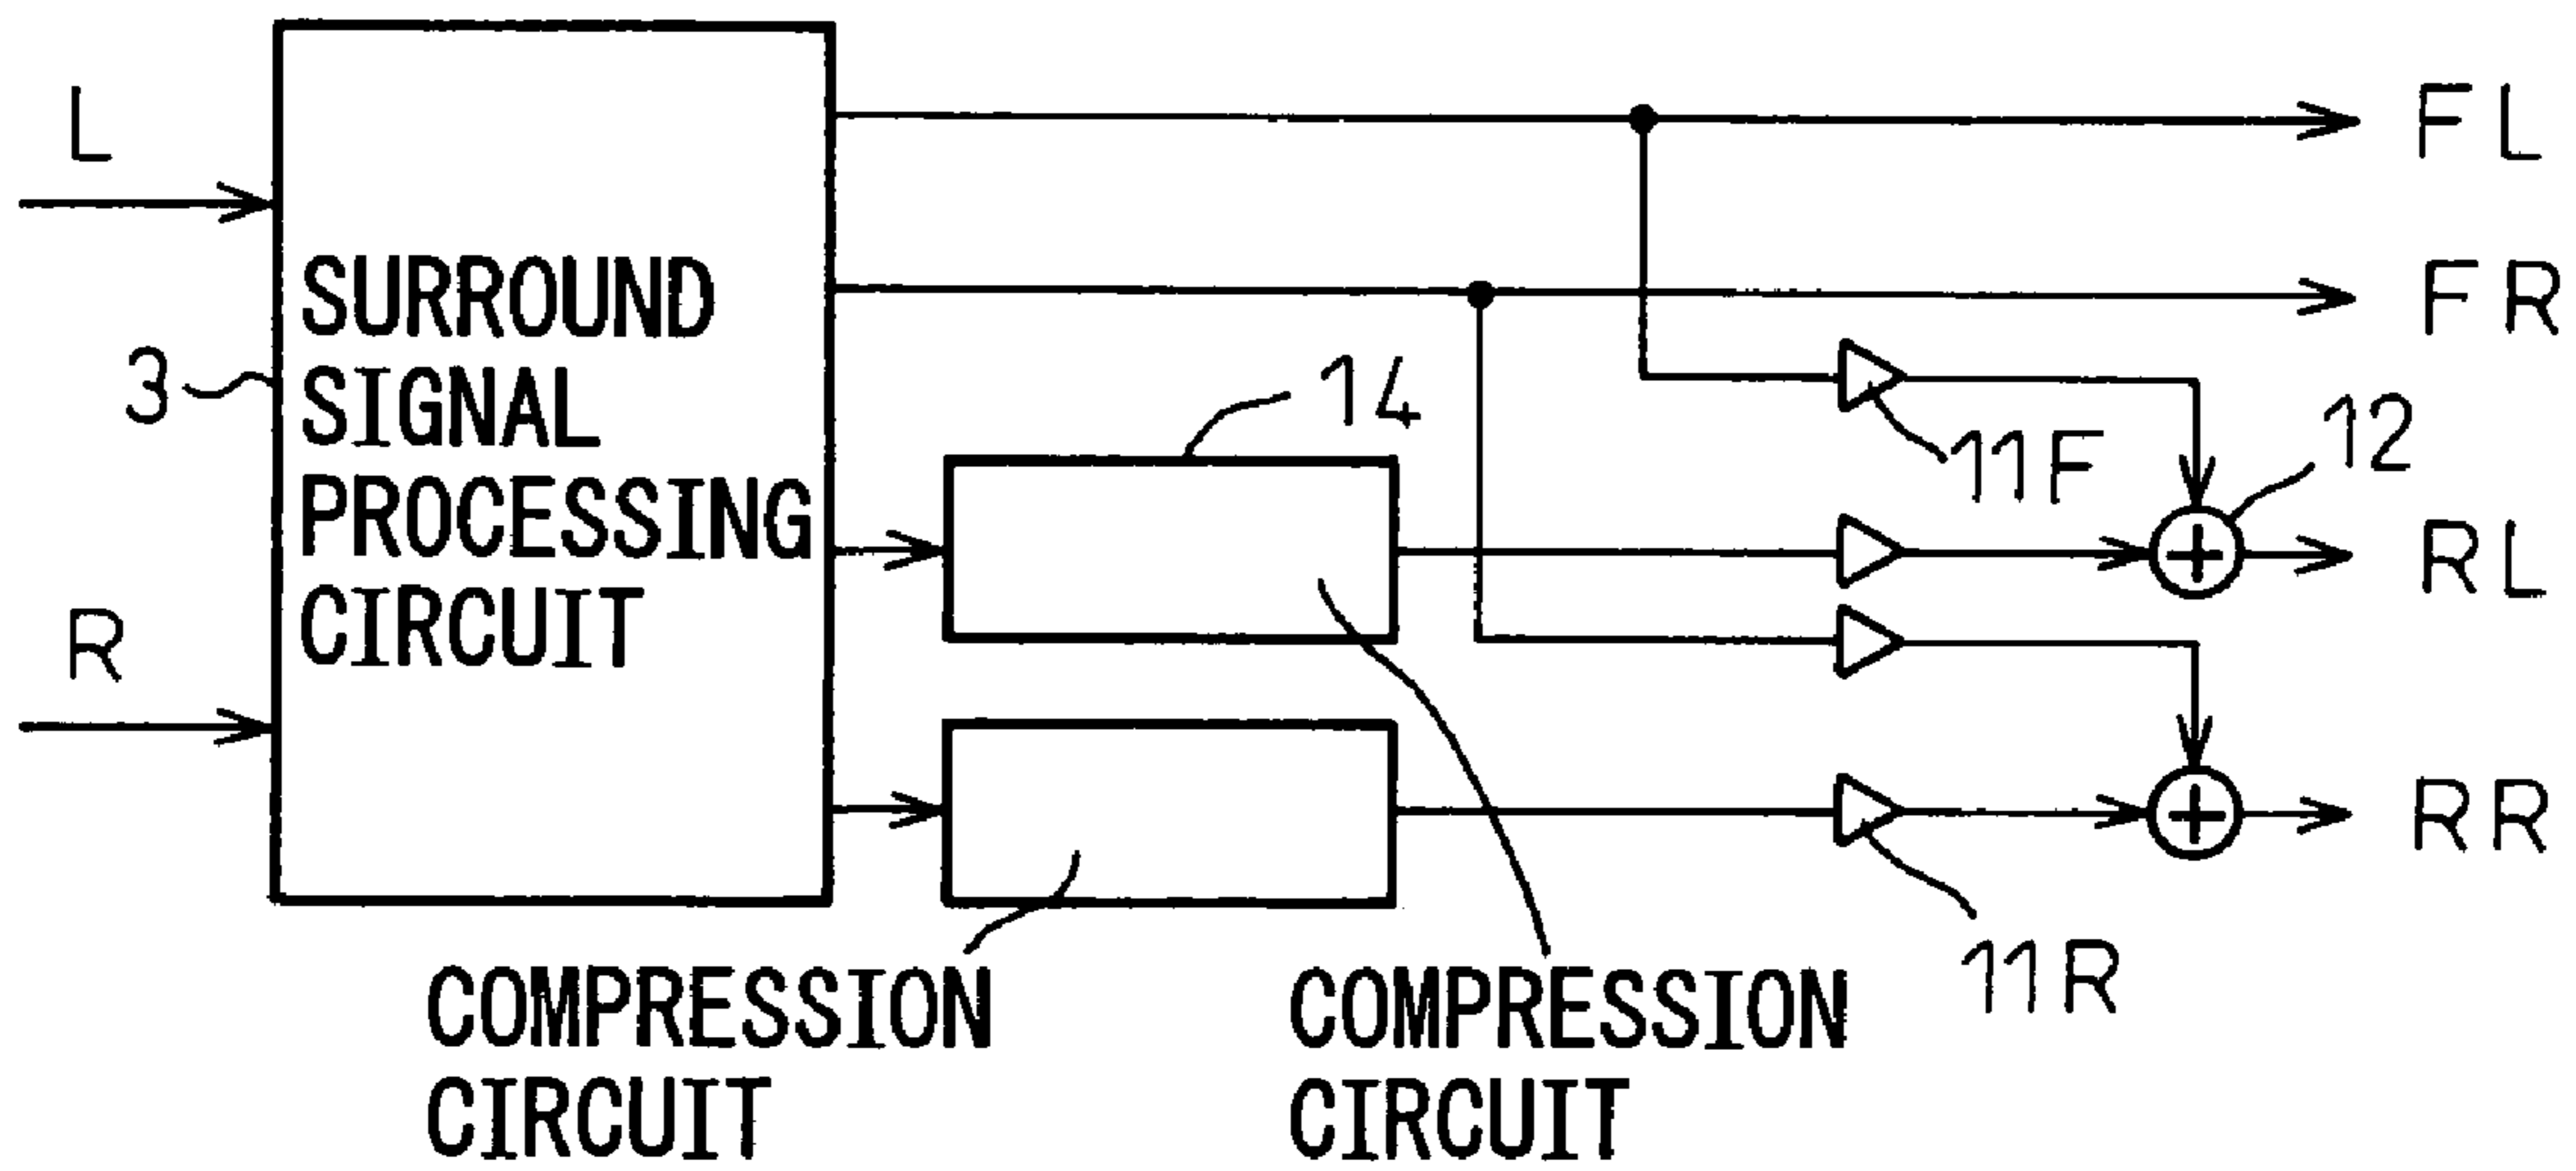 L
R
3
SURROUND
SIGNAL
PROCESSING
CIRCUIT
14
FL
FR
11F
12
RL
RR
11R
COMPRESSION
CIRCUIT
COMPRESSION
CIRCUIT